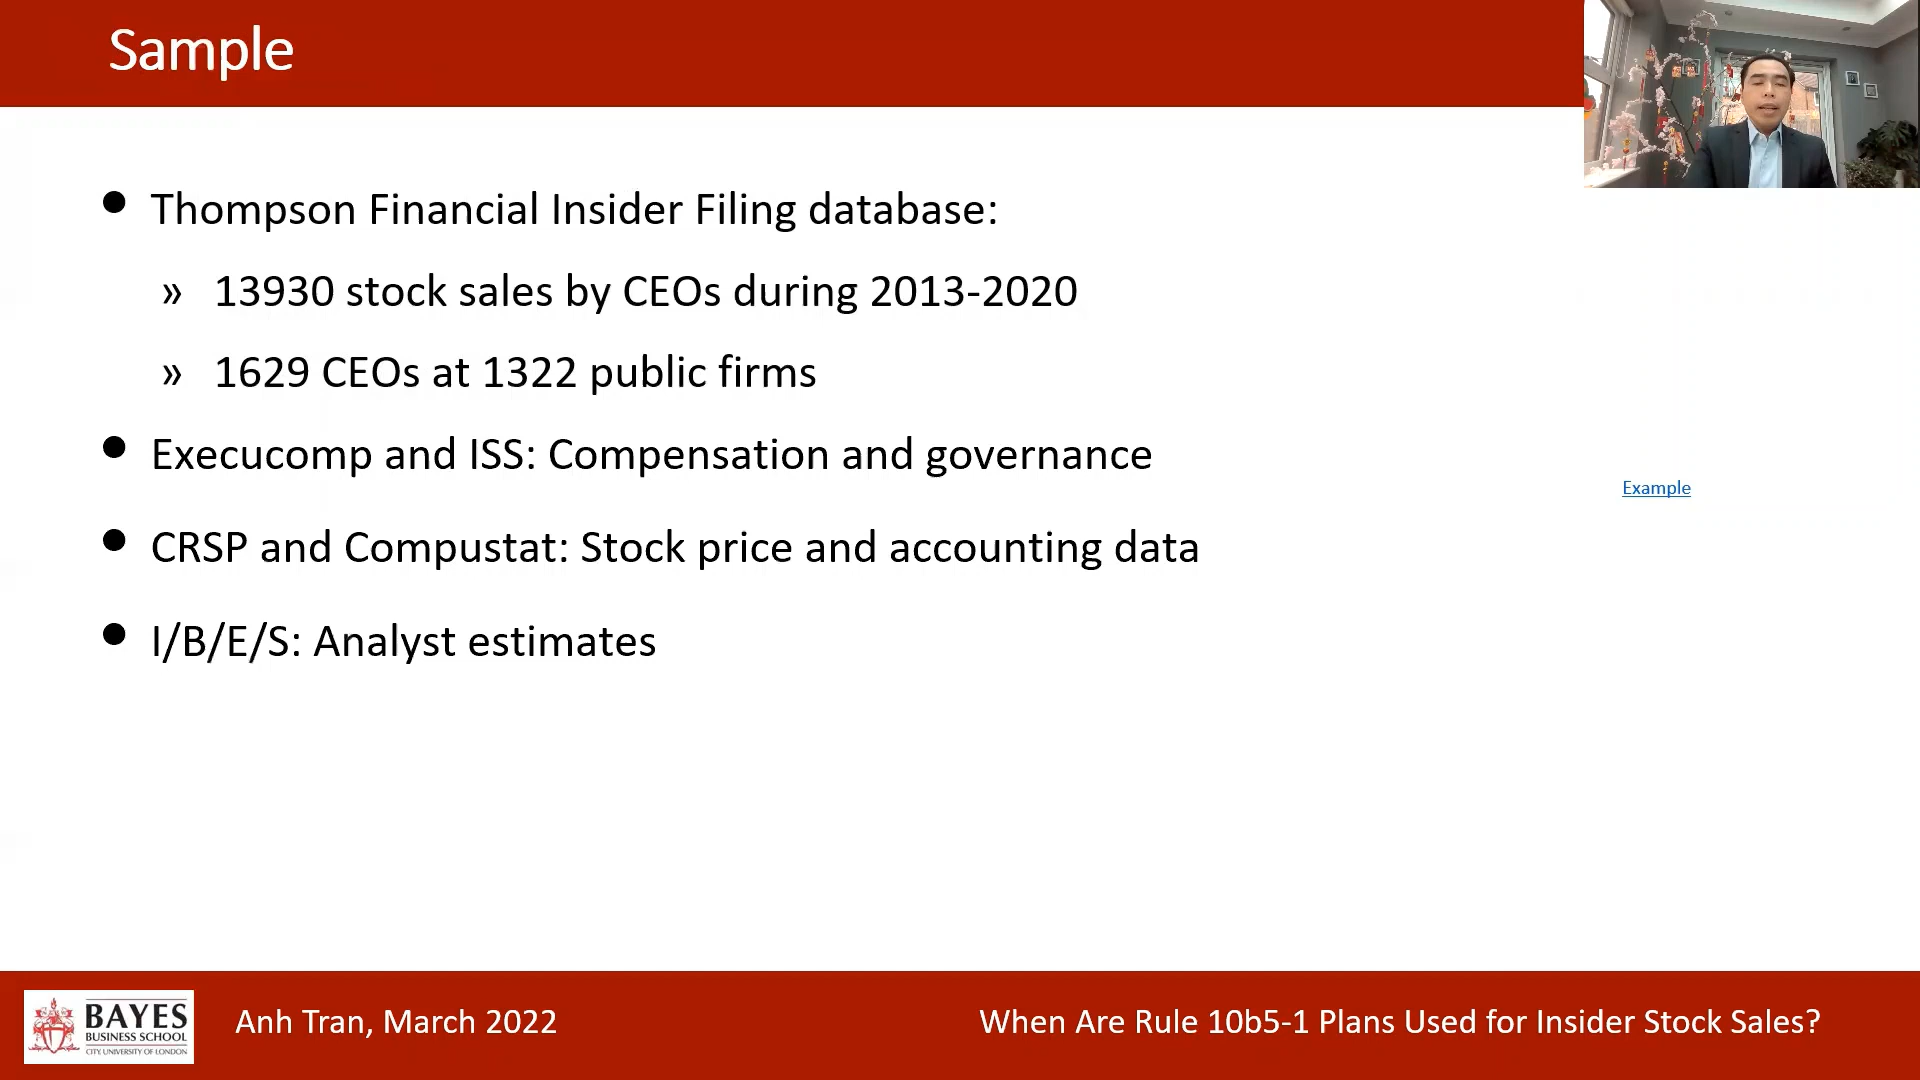 Sample
• Thompson Financial Insider Filing database:
» 13930 stock sales by CEOs during 2013-2020
» 1629 CEOs at 1322 public firms
• Execucomp and ISS: Compensation and governance
Example
• CRSP and Compustat: Stock price and accounting data
• I/B/E/S: Analyst estimates
BAYES
BUSINESS SCHOOL
CITY, UNIVERSITY OF LONDON
Anh Tran, March 2022
When Are Rule 10b5-1 Plans Used for Insider Stock Sales?